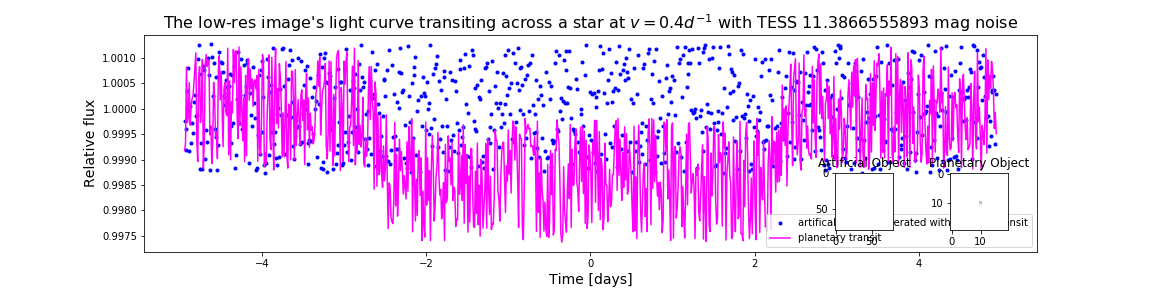 The low-res image's light curve transiting across a star at v = 0.4d⁻¹ with TESS 11.3866555893 mag noise
Relative flux
1.0010
1.0005
1.0000
0.9995
0.9990
0.9985
0.9980
0.9975
Artificial Object
0
50
0 50
Planetary Object
0
10
0 10
planetary transit
−4 −2 0 2 4
Time [days]